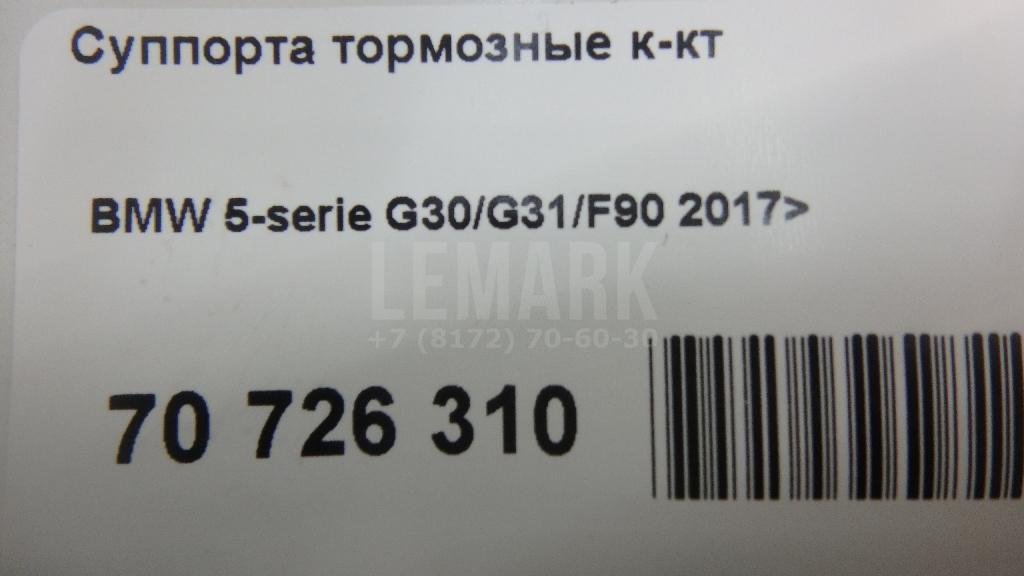 Суппорта тормозные к-кт
BMW 5-serie G30/G31/F90 2017>
LEMARK
+7 (8172) 70-60-30
70 726 310